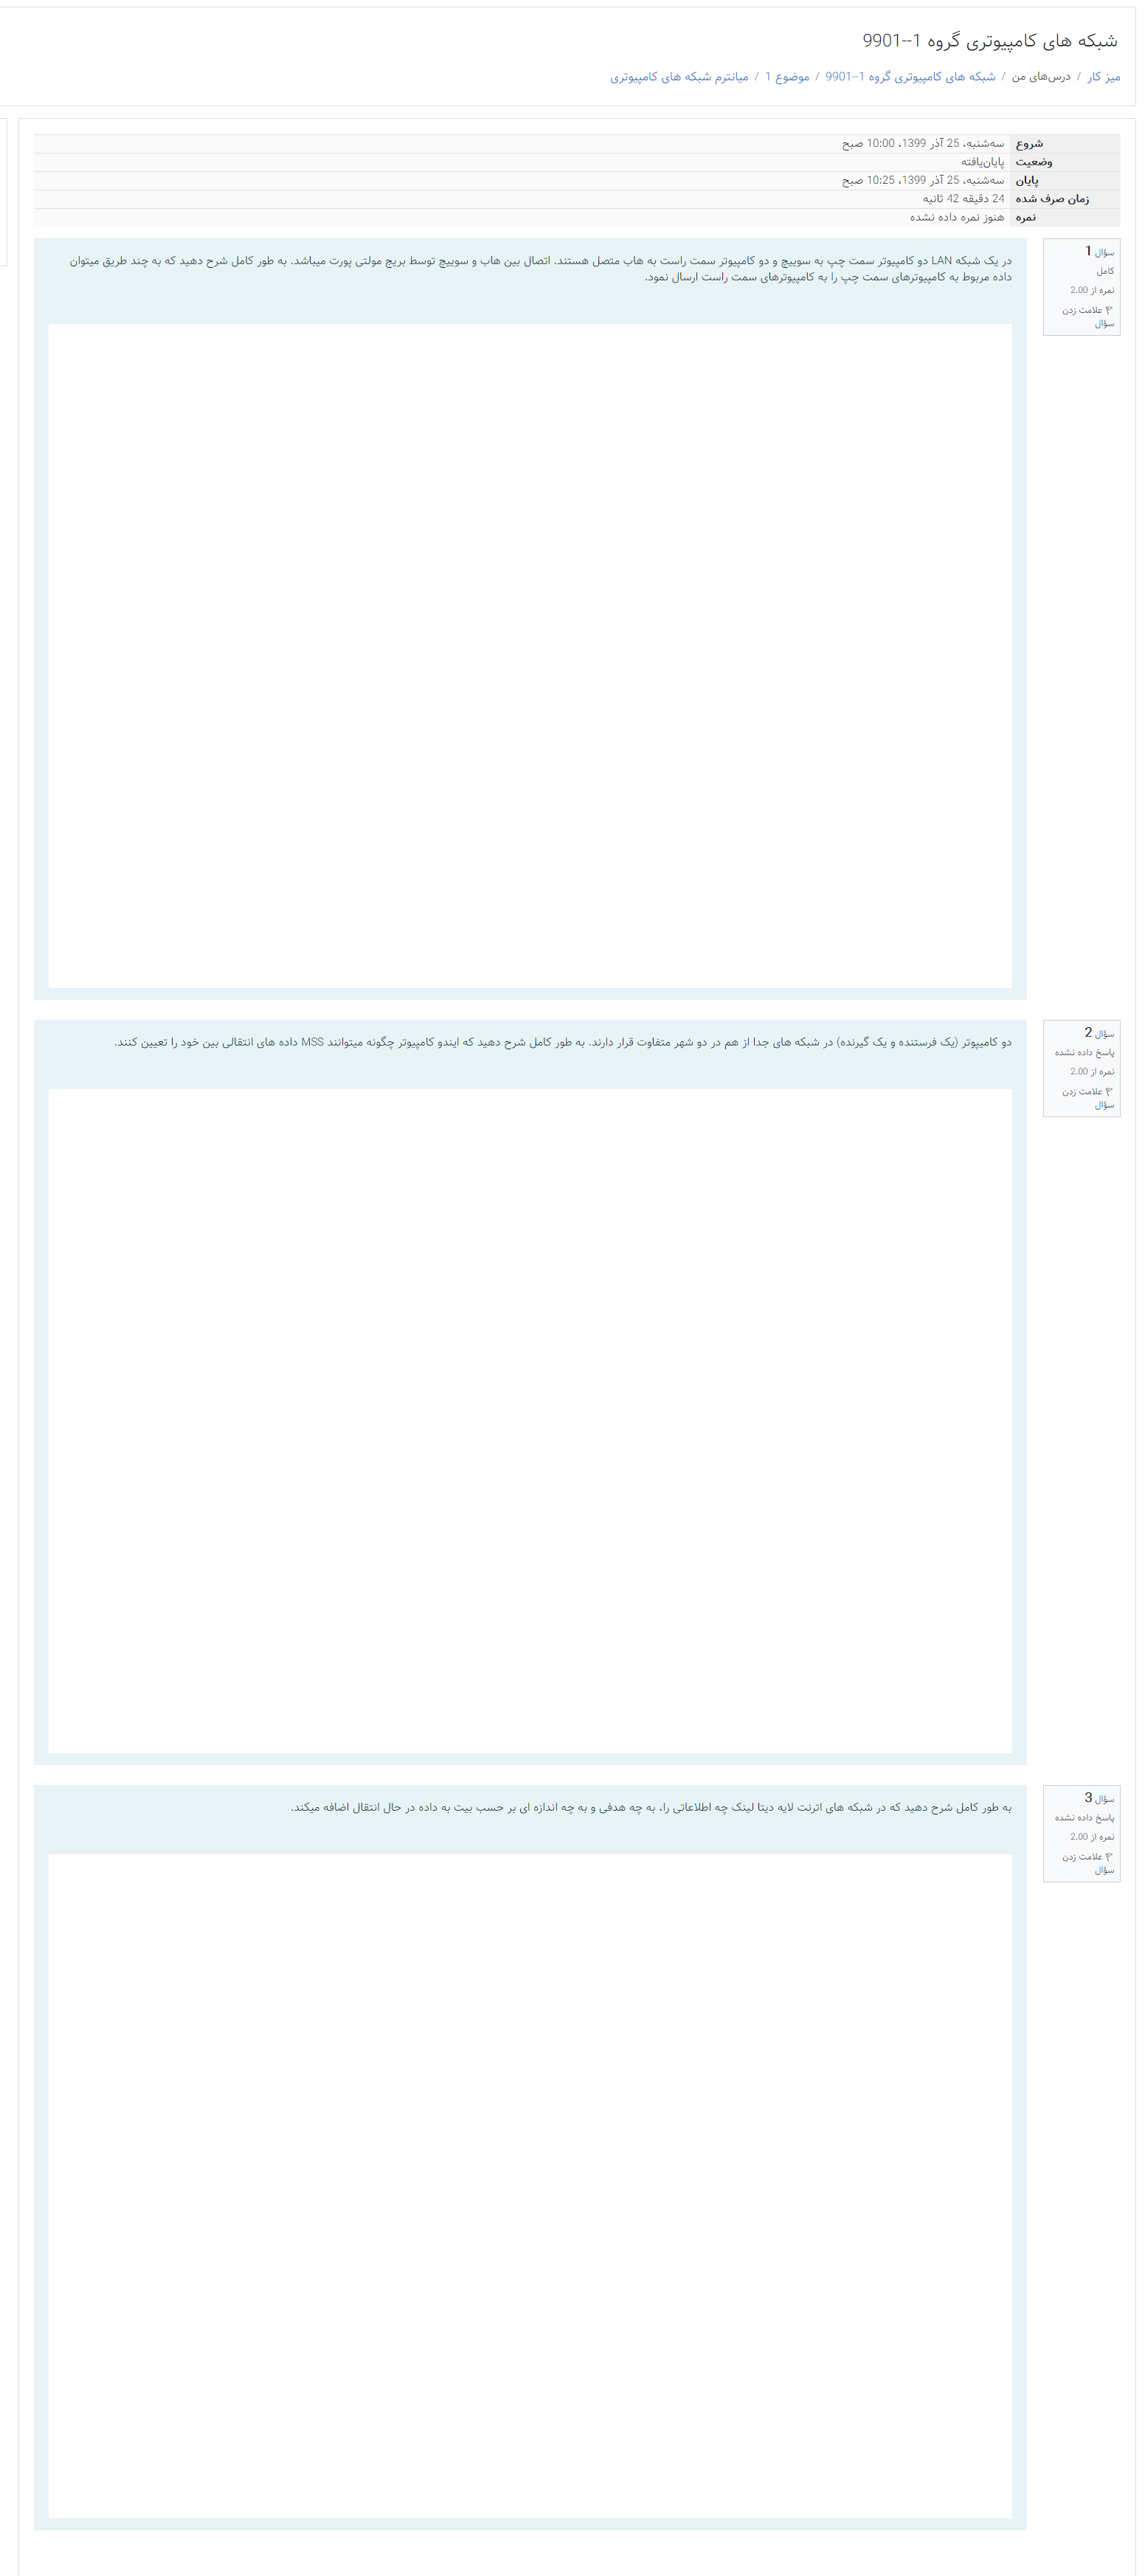 شبکه های کامپیوتری گروه 1--9901
میز کار / درس‌های من / شبکه های کامپیوتری گروه 1--9901 / موضوع 1 / میانترم شبکه های کامپیوتری
شروع سه‌شنبه، 25 آذر 1399، 10:00 صبح
وضعیت پایان‌یافته
پایان سه‌شنبه، 25 آذر 1399، 10:25 صبح
زمان صرف شده 24 دقیقه 42 ثانیه
نمره هنوز نمره داده نشده
سؤال 1
کامل
نمره از 2.00
علامت زدن
سؤال
در یک شبکه LAN دو کامپیوتر سمت چپ به سوییچ و دو کامپیوتر سمت راست به هاب متصل هستند. اتصال بین هاب و سوییچ توسط بریج مولتی پورت میباشد. به طور کامل شرح دهید که به چند طریق میتوان
داده مربوط به کامپیوترهای سمت چپ را به کامپیوترهای سمت راست ارسال نمود.
سؤال 2
پاسخ داده نشده
نمره از 2.00
علامت زدن
سؤال
دو کامپیوتر (یک فرستنده و یک گیرنده) در شبکه های جدا از هم در دو شهر متفاوت قرار دارند. به طور کامل شرح دهید که ایندو کامپیوتر چگونه میتوانند MSS داده های انتقالی بین خود را تعیین کنند.
سؤال 3
پاسخ داده نشده
نمره از 2.00
علامت زدن
سؤال
به طور کامل شرح دهید که در شبکه های اترنت لایه دیتا لینک چه اطلاعاتی را، به چه هدفی و به چه اندازه ای بر حسب بیت به داده در حال انتقال اضافه میکند.